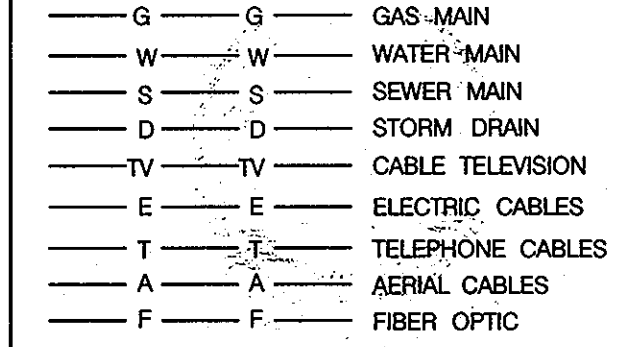 G G GAS MAIN
W W WATER MAIN
S S SEWER MAIN
D D STORM DRAIN
TV TV CABLE TELEVISION
E E ELECTRIC CABLES
T T TELEPHONE CABLES
A A AERIAL CABLES
F F FIBER OPTIC